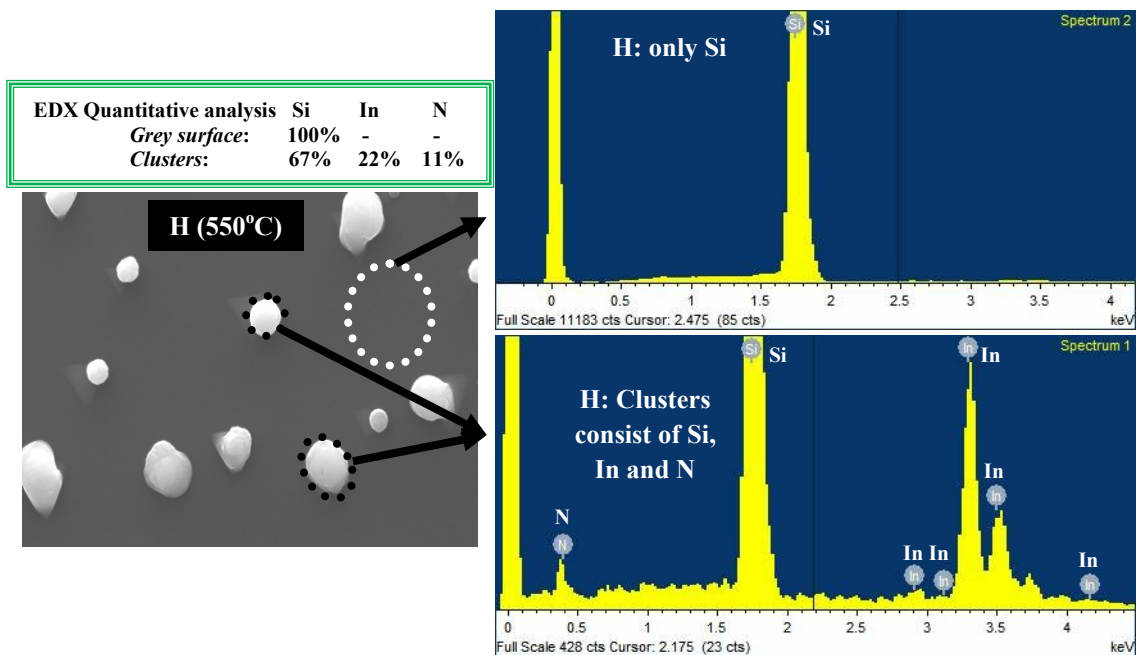 EDX Quantitative analysis Si In N
Grey surface: 100% - -
Clusters: 67% 22% 11%
H (550°C)
Spectrum 2
Si
Si
H: only Si
0 0.5 1 1.5 2 2.5 3 3.5 4
Full Scale 11183 cts Cursor: 2.475 (85 cts) keV
Spectrum 1
Si
Si
In
In
H: Clusters
consist of Si,
In and N
In
In
N
N
In In
In
In In
In
0 0.5 1 1.5 2 2.5 3 3.5 4
Full Scale 428 cts Cursor: 2.175 (23 cts) keV